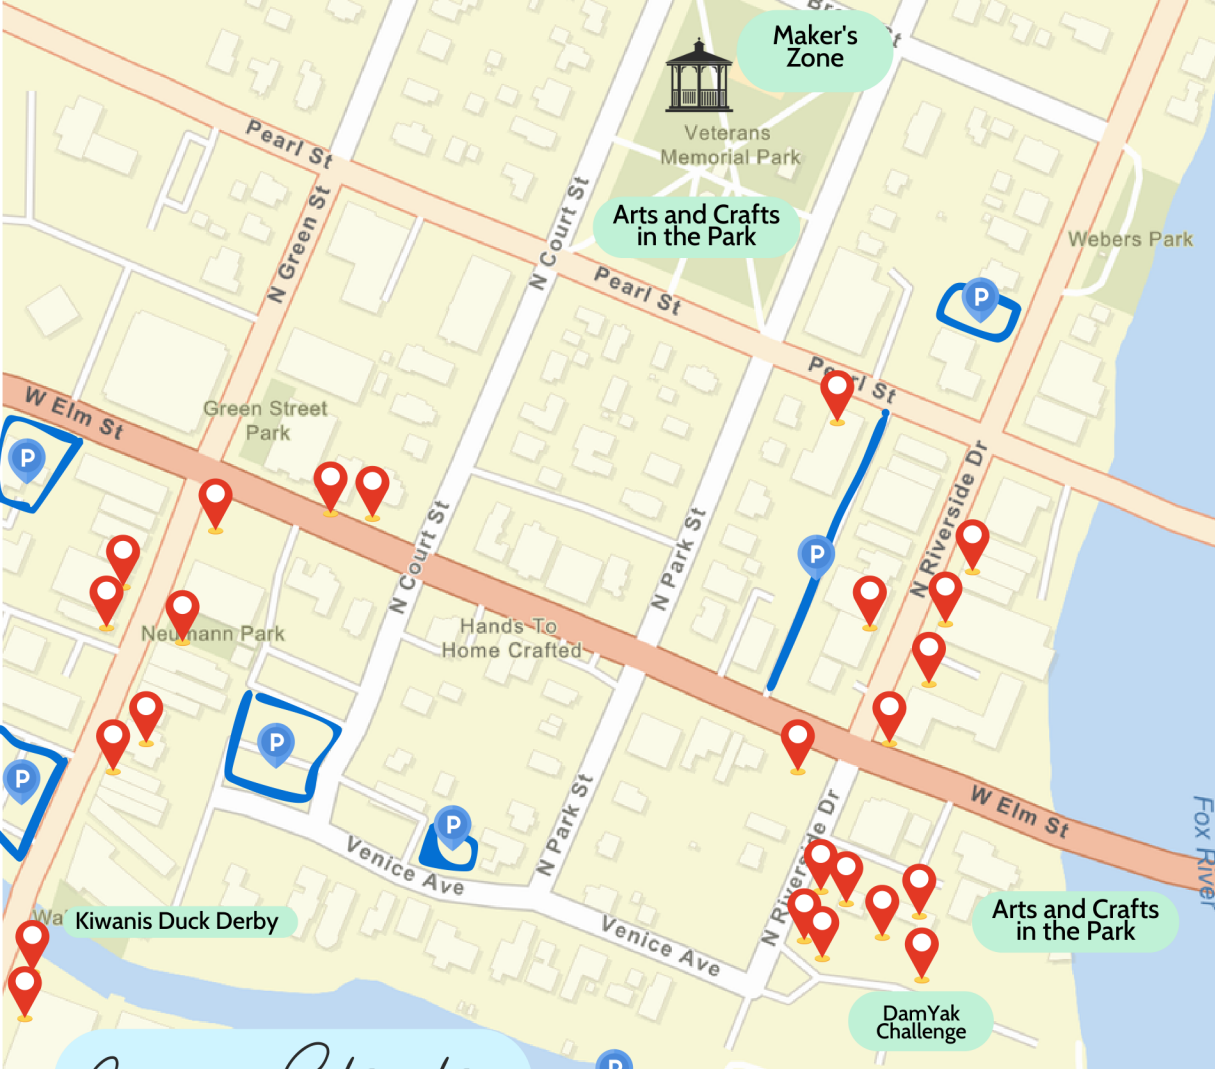 Maker's
Zone
Pearl St
Veterans
Memorial Park
N Green St
N Court St
Arts and Crafts
in the Park
Webers Park
Pearl St
P
Pearl St
W Elm St
Green Street
Park
P
N Court St
N Park St
N Riverside Dr
P
Neumann Park
Hands To
Home Crafted
P
P
P
N Park St
W Elm St
Fox River
Venice Ave
N Riverside Dr
Kiwanis Duck Derby
Venice Ave
Arts and Crafts
in the Park
DamYak
Challenge
P